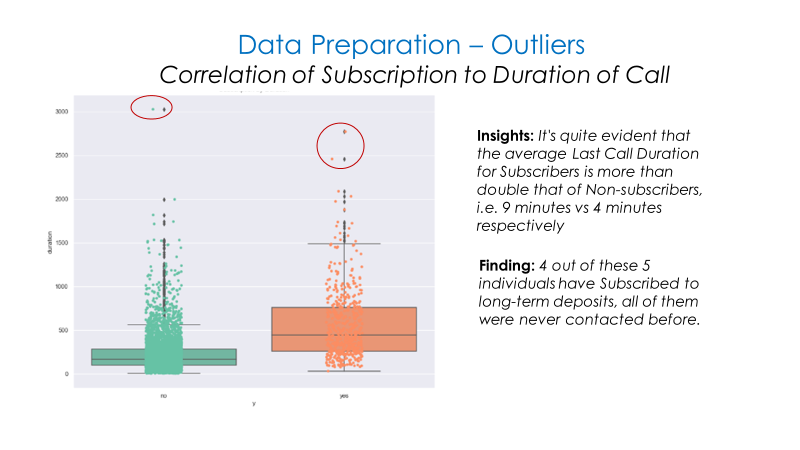 Data Preparation – Outliers
Correlation of Subscription to Duration of Call
3000
2500
2000
1500
1000
500
0
duration
no
yes
y
Insights: It's quite evident that
the average Last Call Duration
for Subscribers is more than
double that of Non-subscribers,
i.e. 9 minutes vs 4 minutes
respectively
Finding: 4 out of these 5
individuals have Subscribed to
long-term deposits, all of them
were never contacted before.